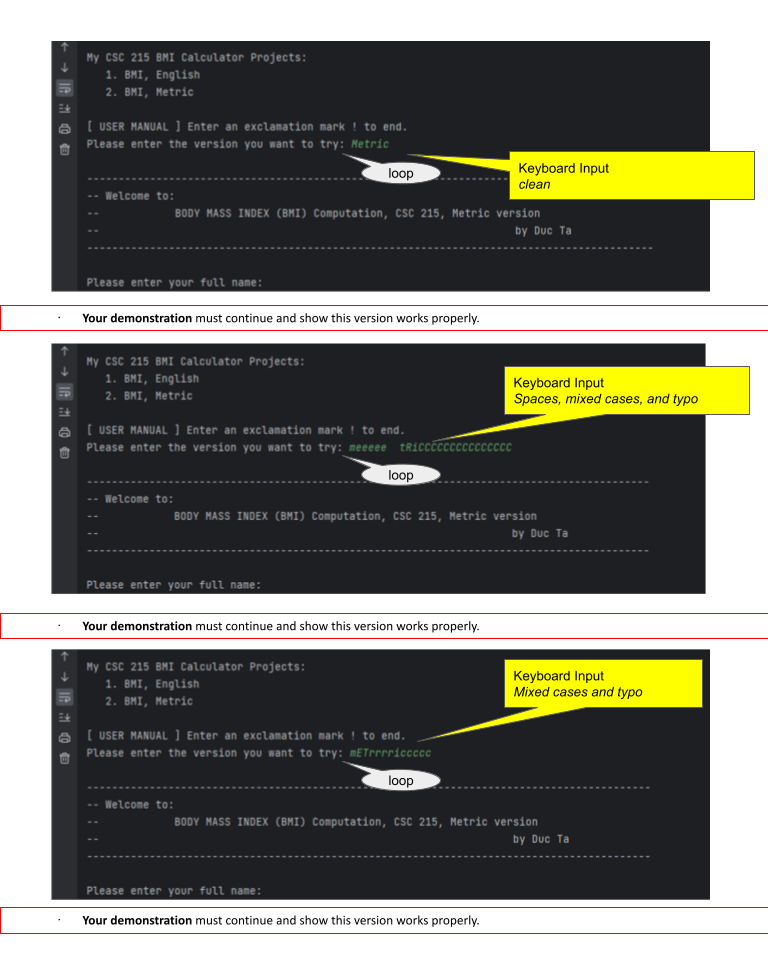 My CSC 215 BMI Calculator Projects:
1. BMI, English
2. BMI, Metric
[ USER MANUAL ] Enter an exclamation mark ! to end.
Please enter the version you want to try: Metric
loop
Keyboard Input
clean
-----------------------------------------------------------------------------------------
-- Welcome to:
-- BODY MASS INDEX (BMI) Computation, CSC 215, Metric version
-- by Duc Ta
-----------------------------------------------------------------------------------------
Please enter your full name:
· Your demonstration must continue and show this version works properly.
My CSC 215 BMI Calculator Projects:
1. BMI, English
2. BMI, Metric
Keyboard Input
Spaces, mixed cases, and typo
[ USER MANUAL ] Enter an exclamation mark ! to end.
Please enter the version you want to try: meeeee tRiCCCCCCCCCCCCCCC
loop
-----------------------------------------------------------------------------------------
-- Welcome to:
-- BODY MASS INDEX (BMI) Computation, CSC 215, Metric version
-- by Duc Ta
-----------------------------------------------------------------------------------------
Please enter your full name:
· Your demonstration must continue and show this version works properly.
My CSC 215 BMI Calculator Projects:
1. BMI, English
2. BMI, Metric
Keyboard Input
Mixed cases and typo
[ USER MANUAL ] Enter an exclamation mark ! to end.
Please enter the version you want to try: mETrrrriccccc
loop
-----------------------------------------------------------------------------------------
-- Welcome to:
-- BODY MASS INDEX (BMI) Computation, CSC 215, Metric version
-- by Duc Ta
-----------------------------------------------------------------------------------------
Please enter your full name:
· Your demonstration must continue and show this version works properly.